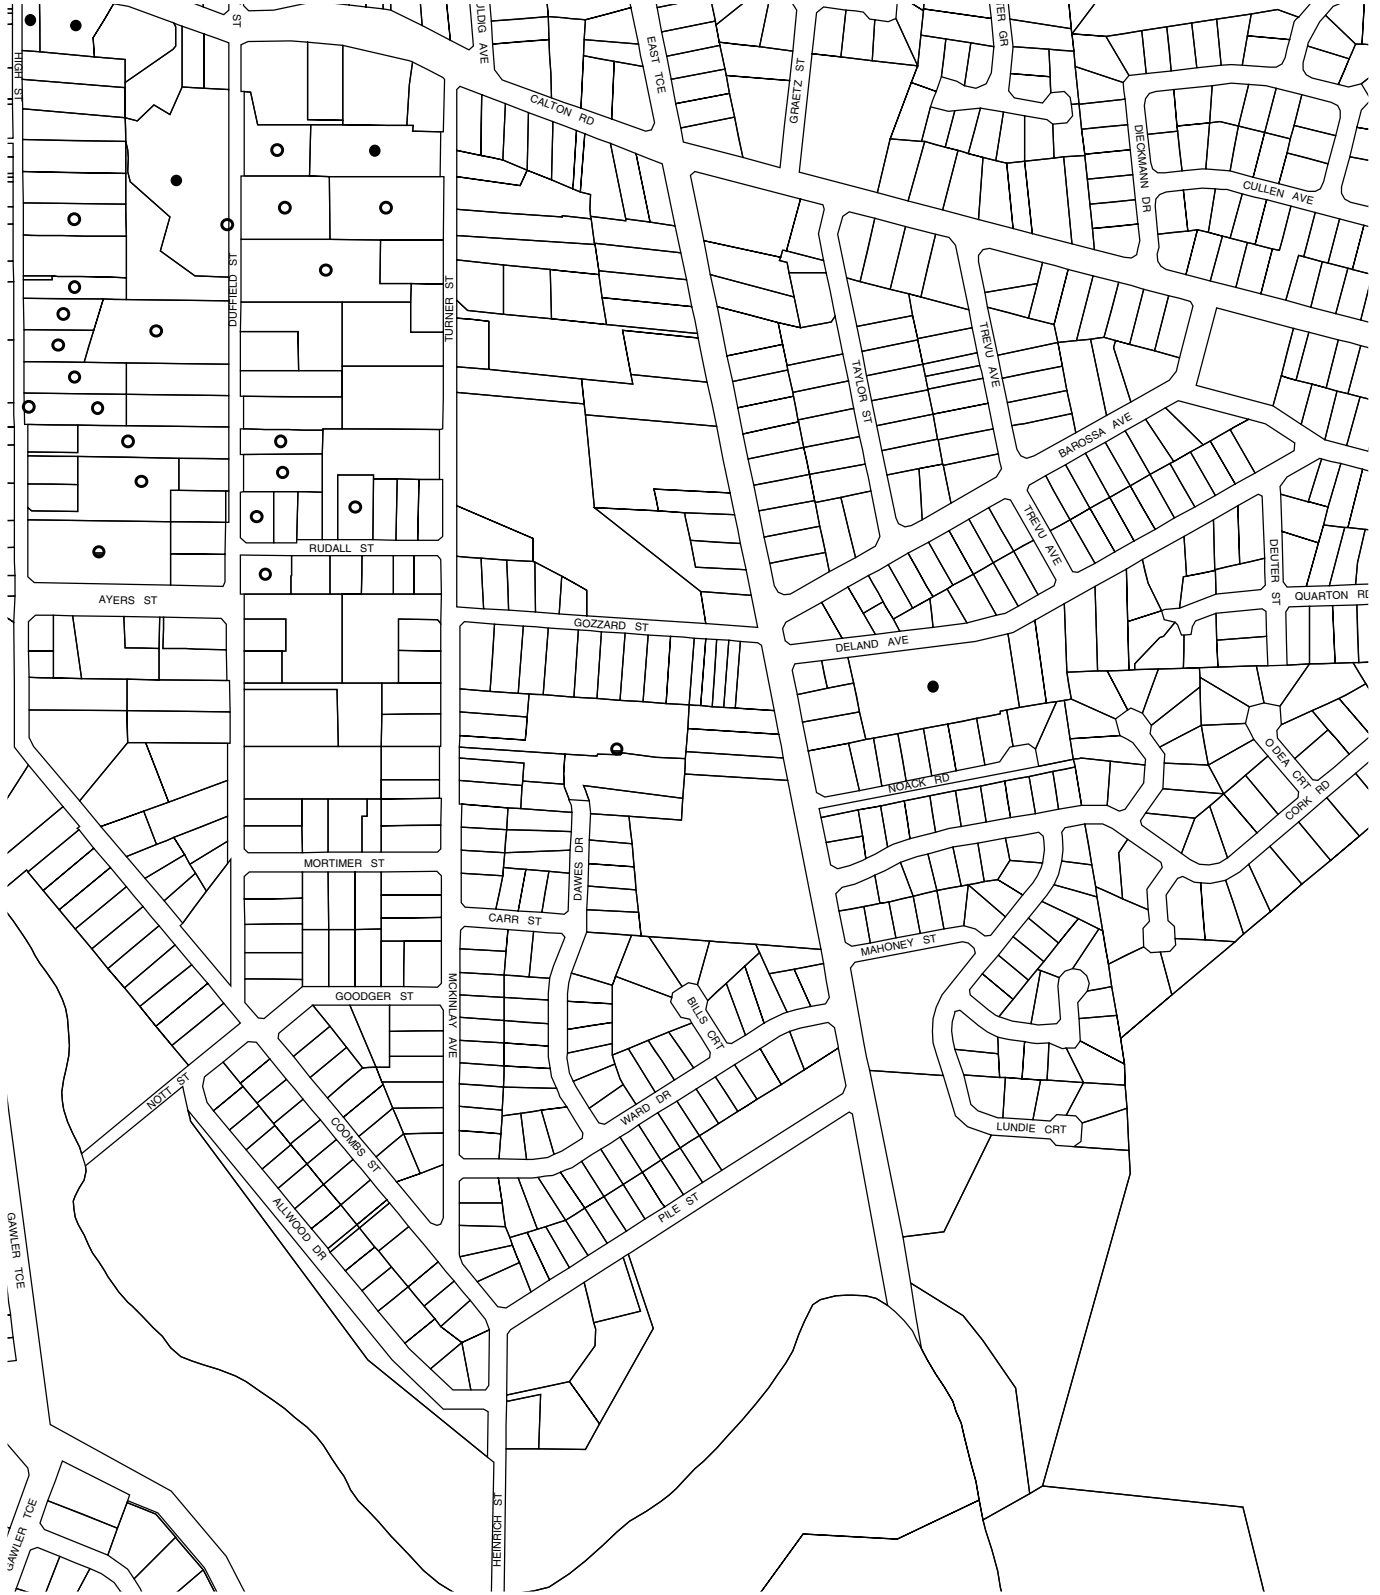 ST
EAST TCE
HIGH ST
GRAETZ ST
CALTON RD
DIECKMANN DR
CULLEN AVE
DUFFIELD ST
TURNER ST
TREVU AVE
TAYLOR ST
BAROSSA AVE
TREVU AVE
RUDALL ST
DEUTER ST
AYERS ST
QUARTON RD
GOZZARD ST
DELAND AVE
O DEA CRT
NOACK RD
CORK RD
MORTIMER ST
DAWES DR
CARR ST
MAHONEY ST
GOODGER ST
MCKINLAY AVE
BILLS CRT
NOTT ST
WARD DR
COOMBS ST
LUNDIE CRT
PILE ST
ALLWOOD DR
GAWLER TCE
HEINRICH ST
GAWLER TCE